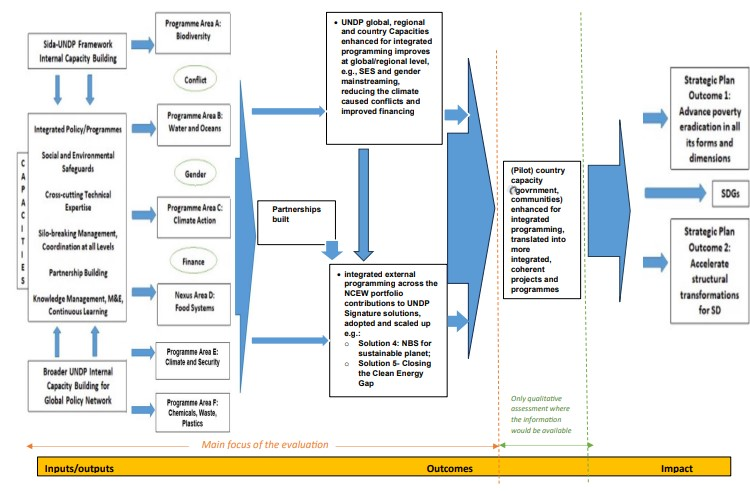 Sida-UNDP Framework
Internal Capacity Building
CAPACITIES
Integrated Policy/Programmes
Social and Environmental
Safeguards
Cross-cutting Technical
Expertise
Silo-breaking Management,
Coordination at all Levels
Partnership Building
Knowledge Management, M&E,
Continuous Learning
Broader UNDP Internal
Capacity Building for
Global Policy Network
Programme Area A:
Biodiversity
Conflict
Programme Area B:
Water and Oceans
Gender
Programme Area C:
Climate Action
Finance
Nexus Area D:
Food Systems
Programme Area E:
Climate and Security
Programme Area F:
Chemicals, Waste,
Plastics
Partnerships
built
• UNDP global, regional
and country Capacities
enhanced for integrated
programming improves
at global/regional level,
e.g., SES and gender
mainstreaming,
reducing the climate
caused conflicts and
improved financing
• integrated external
programming across the
NCEW portfolio
contributions to UNDP
Signature solutions,
adopted and scaled up
e.g.:
o Solution 4: NBS for
sustainable planet;
o Solution 5- Closing
the Clean Energy
Gap
(Pilot) country
capacity
(govrnment,
communities)
enhanced for
integrated
programming,
translated into
more
integrated,
coherent
projects and
programmes
Strategic Plan
Outcome 1:
Advance poverty
eradication in all
its forms and
dimensions
SDGs
Strategic Plan
Outcome 2:
Accelerate
structural
transformations
for SD
Only qualitative
assessment where
the information
would be available
Main focus of the evaluation
Inputs/outputs
Outcomes
Impact